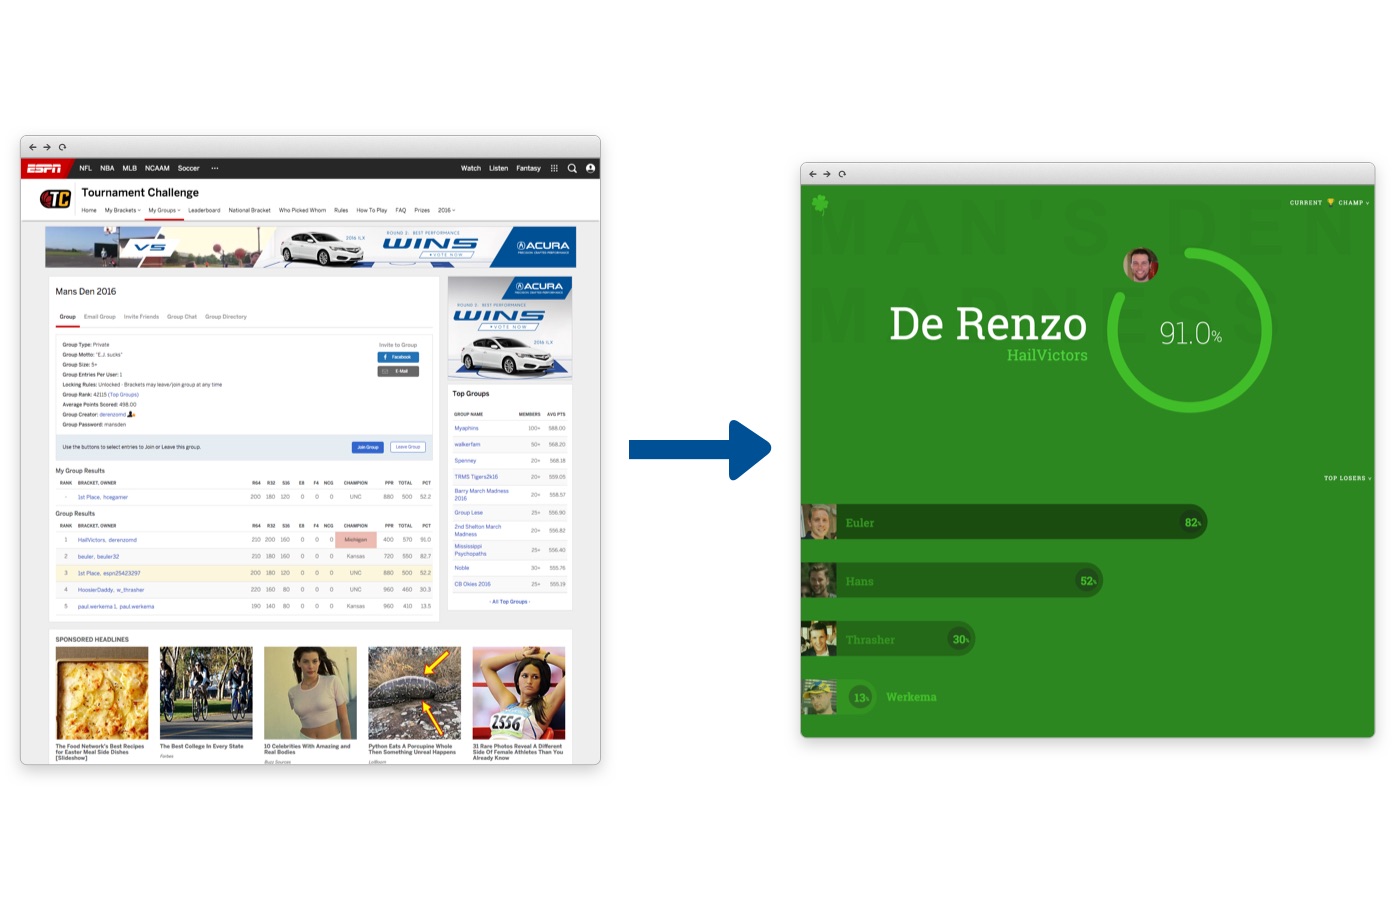 ESPN NFL NBA MLB NCAAM Soccer ··· Watch Listen Fantasy
TC
Tournament Challenge
Home My Brackets My Groups Leaderboard National Bracket Who Picked Whom Rules How To Play FAQ Prizes 2016
VS 2016 ILX ROUND 2: BEST PERFORMANCE WINS VOTE NOW ACURA
Mans Den 2016
Group Email Group Invite Friends Group Chat Group Directory
Group Type: Private
Group Motto: "E.J. sucks"
Group Size: 5+
Group Entries Per User: 1
Locking Rules: Unlocked - Brackets may leave/join group at any time
Group Rank: 42115 (Top Groups)
Average Points Scored: 498.00
Group Creator: derenzomd
Group Password: mansden
Invite to Group
Facebook
E-Mail
Use the buttons to select entries to Join or Leave this group. Join Group Leave Group
My Group Results
RANK BRACKET, OWNER R64 R32 S16 E8 F4 NCG CHAMPION PPR TOTAL PCT
- 1st Place, hoegamer 200 180 120 0 0 0 UNC 880 500 52.2
Group Results
RANK BRACKET, OWNER R64 R32 S16 E8 F4 NCG CHAMPION PPR TOTAL PCT
1 HailVictors, derenzomd 210 200 160 0 0 0 Michigan 400 570 91.0
2 beuler, beuler32 210 180 160 0 0 0 Kansas 720 550 82.7
3 1st Place, espn25423297 200 180 120 0 0 0 UNC 880 500 52.2
4 HoosierDaddy, w_thrasher 220 160 80 0 0 0 UNC 960 460 30.3
5 paul werkema 1, paul werkema 190 140 80 0 0 0 Kansas 960 410 13.5
ACURA
ROUND 2: BEST PERFORMANCE
WINS
VOTE NOW
2016 ILX
Top Groups
GROUP NAME MEMBERS AVG PTS
Myaphins 100+ 588.00
walkerfam 50+ 568.20
Spenney 20+ 568.18
TRMS Tigers2k16 20+ 559.05
Barry March Madness 2016 20+ 558.57
Group Lese 25+ 556.90
2nd Shelton March Madness 20+ 556.82
Mississippi Psychopaths 25+ 556.40
Noble 30+ 555.76
CB Okies 2016 25+ 555.19
- All Top Groups -
SPONSORED HEADLINES
2556
The Food Network's Best Recipes for Easter Meal Side Dishes [Slideshow]
The Best College In Every State
Forbes
10 Celebrities With Amazing and Real Bodies
Buzz Sources
Python Eats A Porcupine Whole Then Something Unreal Happens
31 Rare Photos Reveal A Different Side Of Female Athletes Than You Already Know
CURRENT CHAMP
MAN'S DEN
MADNESS
De Renzo
HailVictors
91.0%
TOP LOSERS
Euler 82%
Hans 52%
Thrasher 30%
13% Werkema